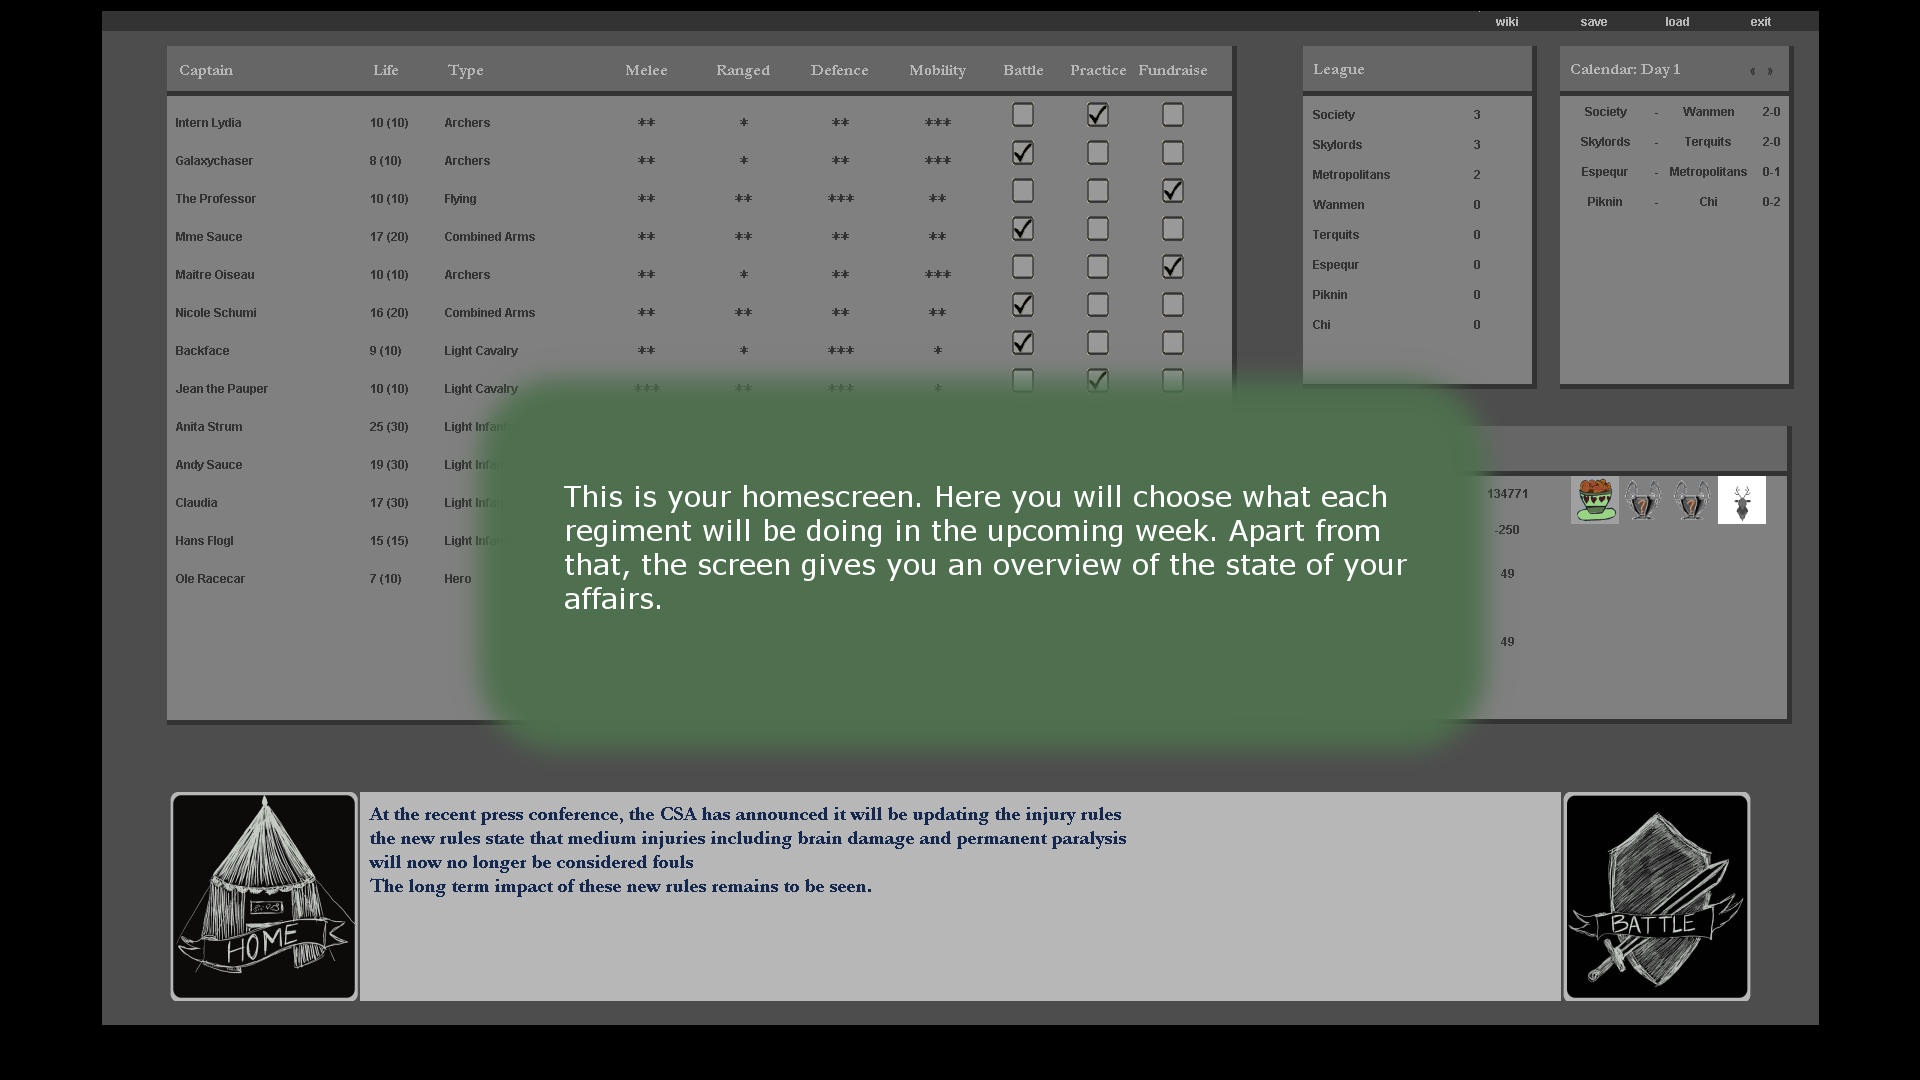 wiki save load exit
Captain Life Type Melee Ranged Defence Mobility Battle Practice Fundraise
Intern Lydia 10 (10) Archers ** * ** ***
Galaxychaser 8 (10) Archers ** * ** ***
The Professor 10 (10) Flying ** ** *** **
Mme Sauce 17 (20) Combined Arms ** ** ** **
Maitre Oiseau 10 (10) Archers ** * ** ***
Nicole Schumi 16 (20) Combined Arms ** ** ** **
Backface 9 (10) Light Cavalry ** * *** *
Jean the Pauper 10 (10) Light Cavalry *** ** *** *
Anita Strum 25 (30) Light
Andy Sauce 19 (30) Light
Claudia 17 (30) Light
Hans Flogl 15 (15) Light
Ole Racecar 7 (10) Hero
League
Society 3
Skylords 3
Metropolitans 2
Wanmen 0
Terquits 0
Espequr 0
Piknin 0
Chi 0
Calendar: Day 1 « »
Society - Wanmen 2-0
Skylords - Terquits 2-0
Espequr - Metropolitans 0-1
Piknin - Chi 0-2
134771
-250
49
49
This is your homescreen. Here you will choose what each
regiment will be doing in the upcoming week. Apart from
that, the screen gives you an overview of the state of your
affairs.
HOME
At the recent press conference, the CSA has announced it will be updating the injury rules
the new rules state that medium injuries including brain damage and permanent paralysis
will now no longer be considered fouls
The long term impact of these new rules remains to be seen.
BATTLE